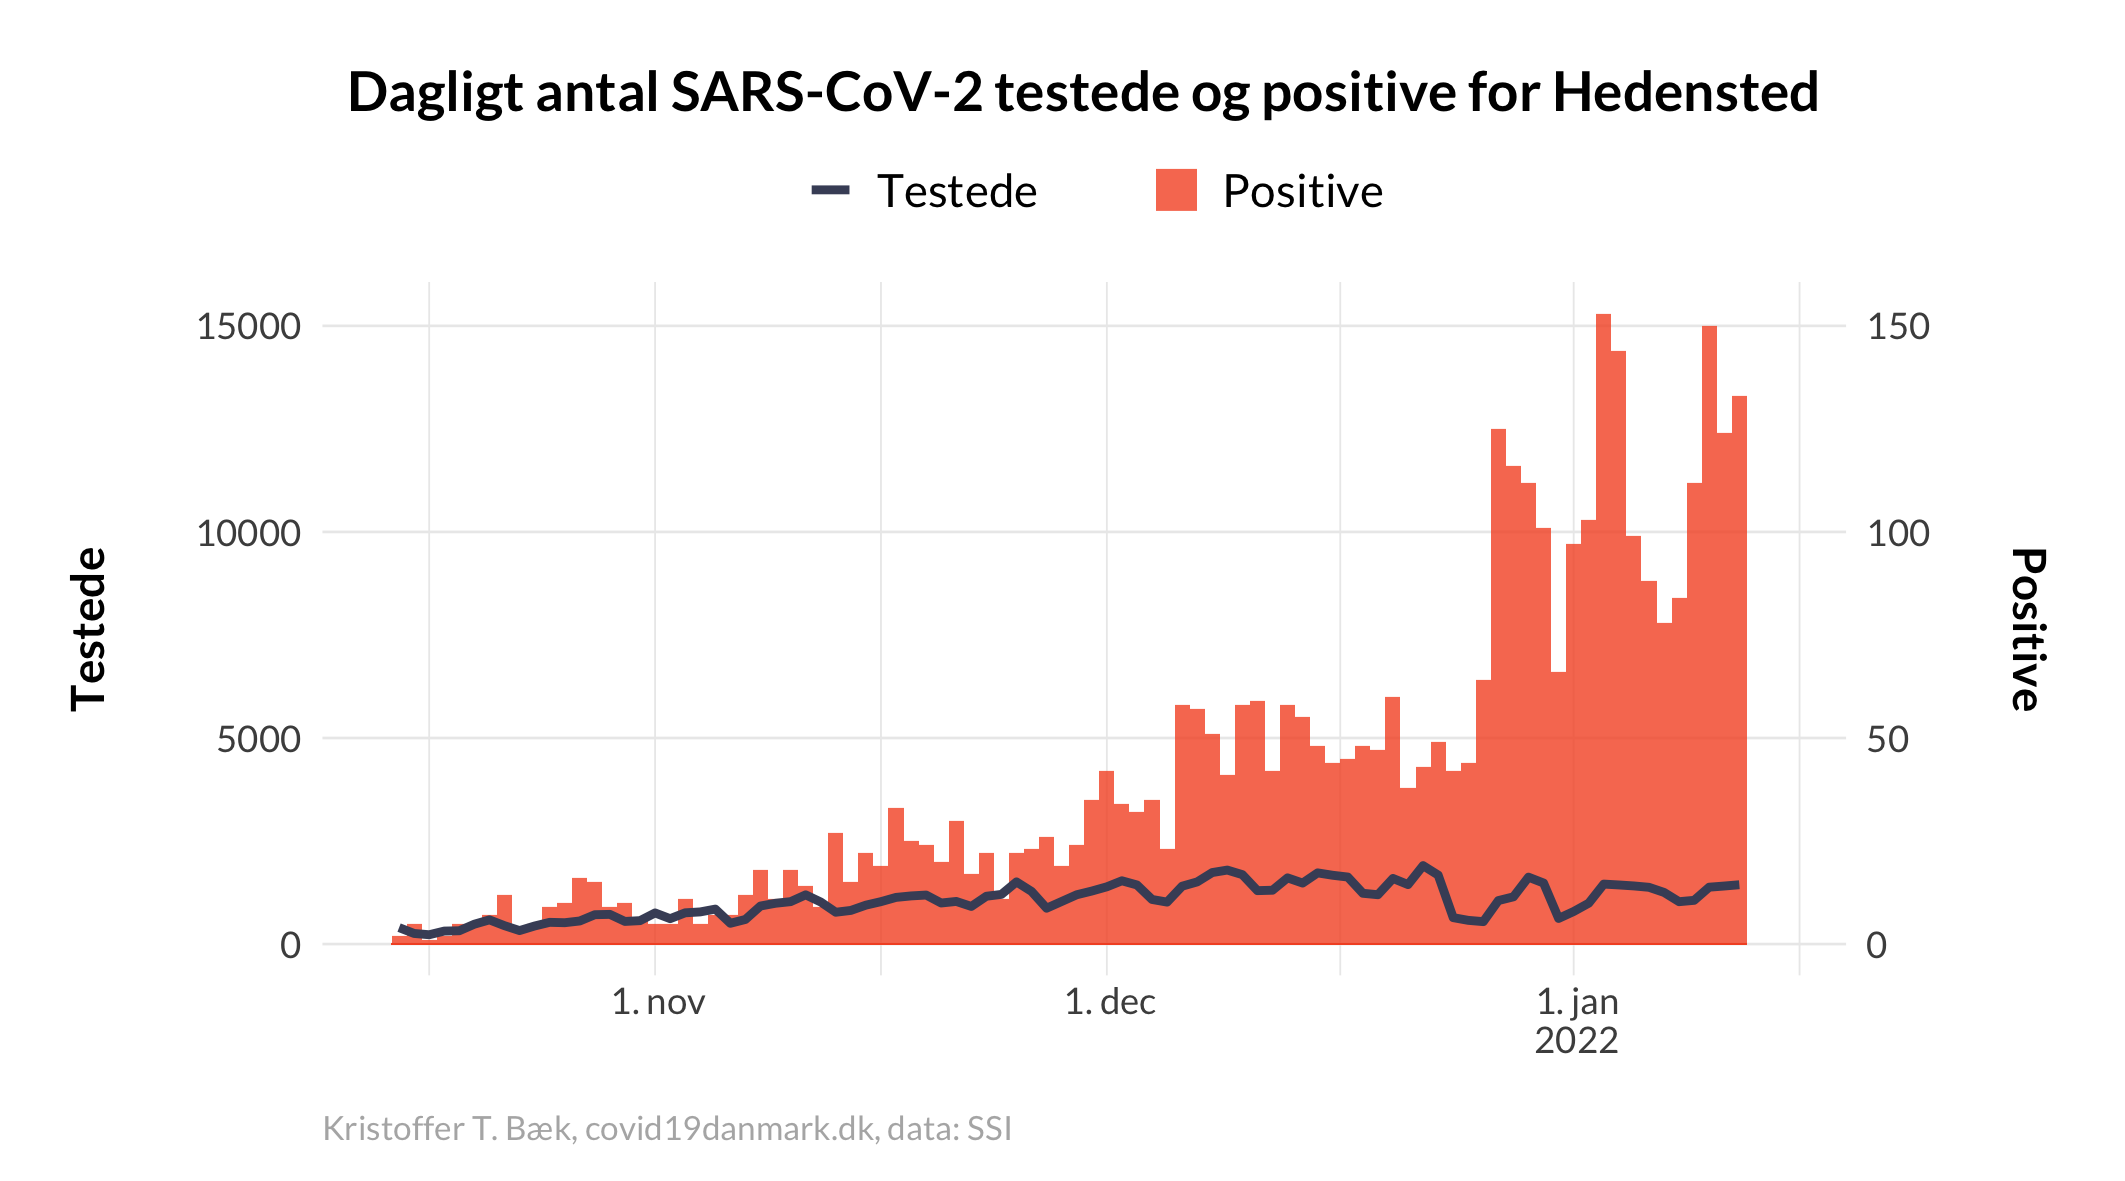 Dagligt antal SARS-CoV-2 testede og positive for Hedensted
Testede
Positive
15000
10000
5000
0
150
100
50
0
Testede
Positive
1. nov
1. dec
1. jan
2022
Kristoffer T. Bæk, covid19danmark.dk, data: SSI